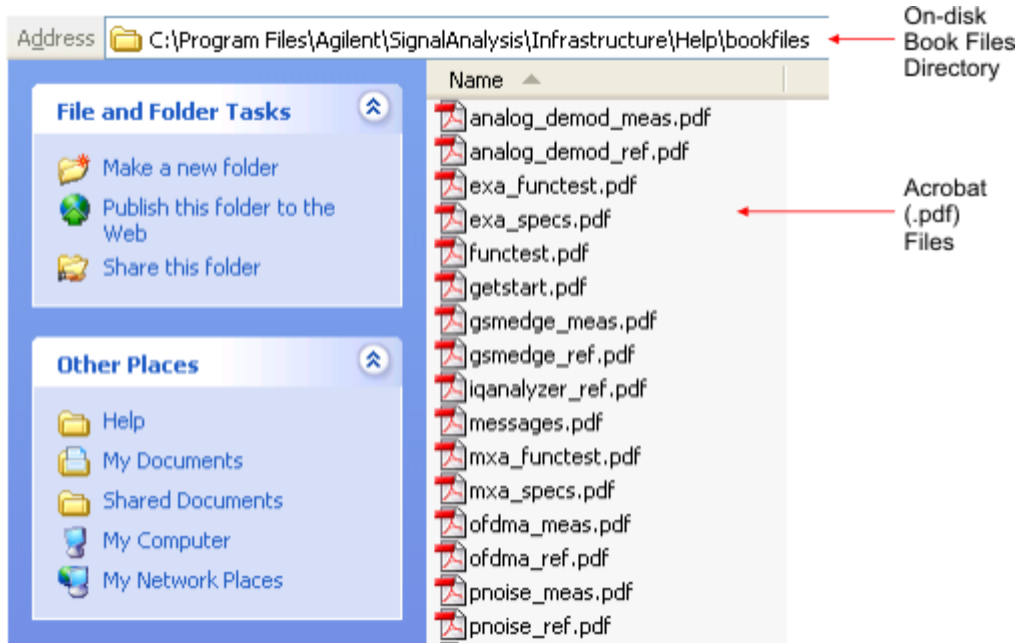 Address C:\Program Files\Agilent\SignalAnalysis\Infrastructure\Help\bookfiles
On-disk
Book Files
Directory
File and Folder Tasks
Make a new folder
Publish this folder to the
Web
Share this folder
Other Places
Help
My Documents
Shared Documents
My Computer
My Network Places
Name
analog_demod_meas.pdf
analog_demod_ref.pdf
exa_functest.pdf
exa_specs.pdf
functest.pdf
getstart.pdf
gsmedge_meas.pdf
gsmedge_ref.pdf
iqanalyzer_ref.pdf
messages.pdf
mxa_functest.pdf
mxa_specs.pdf
ofdma_meas.pdf
ofdma_ref.pdf
pnoise_meas.pdf
pnoise_ref.pdf
Acrobat
(.pdf)
Files